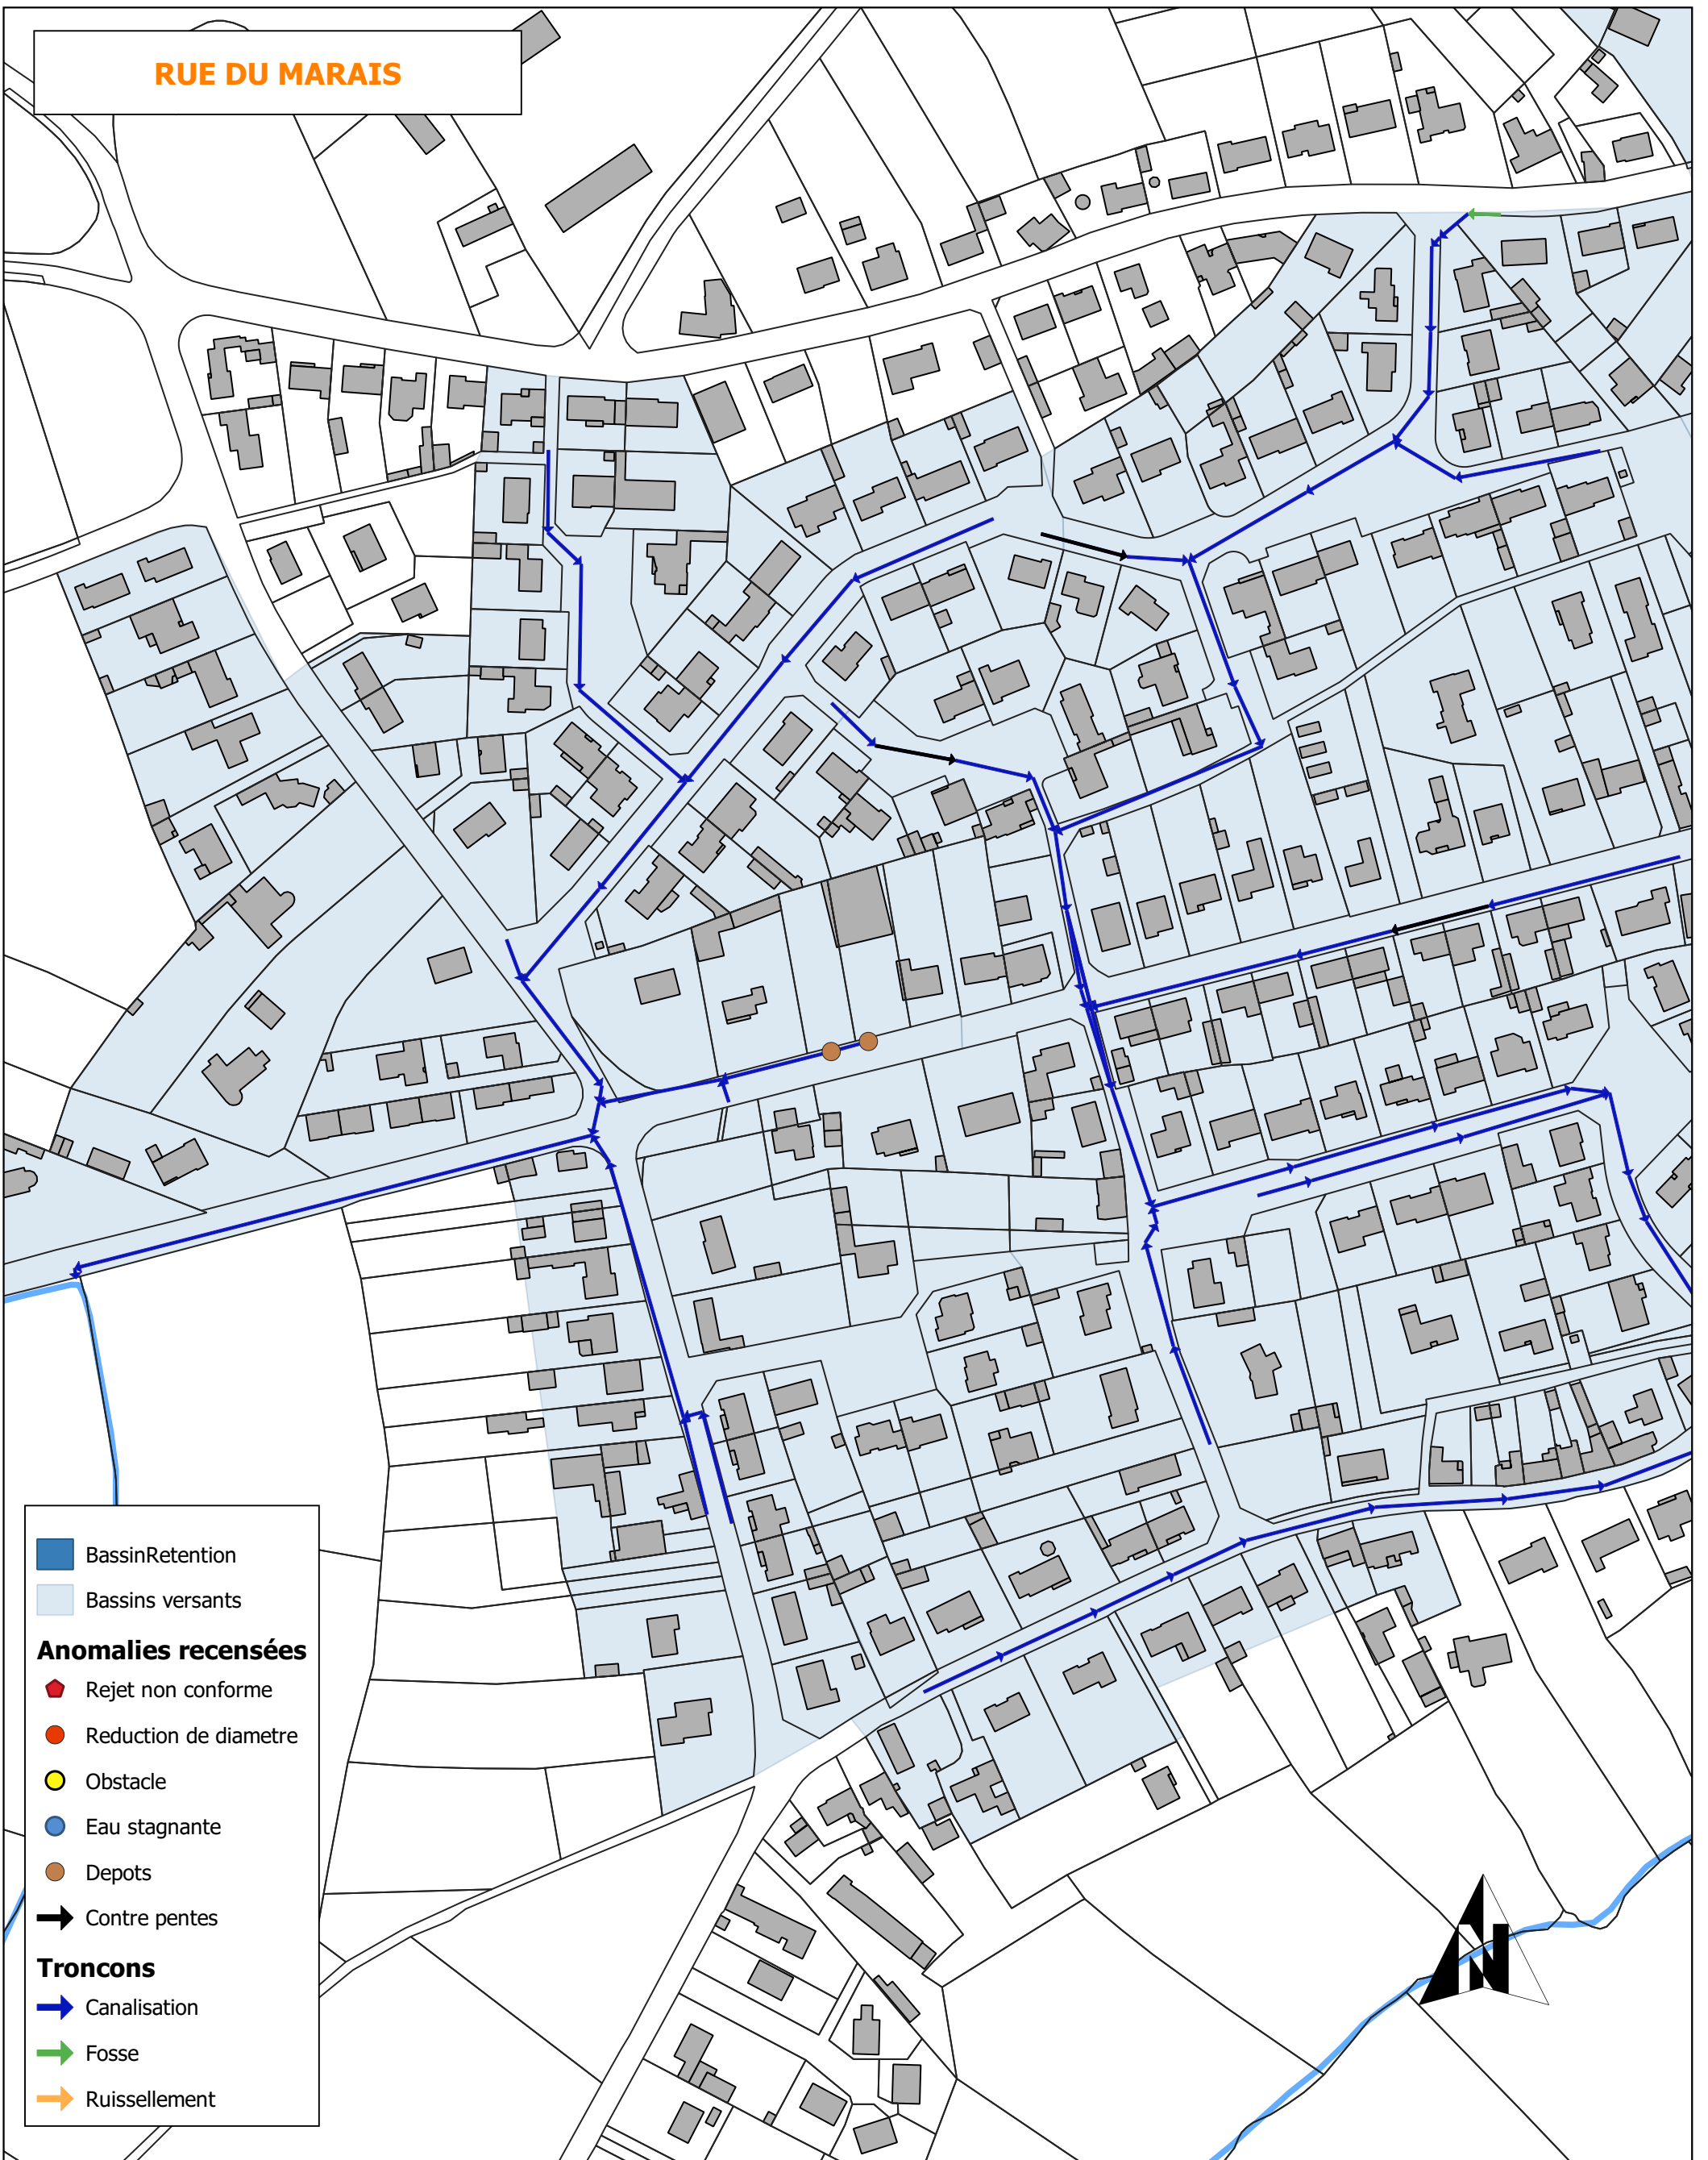 RUE DU MARAIS
BassinRetention
Bassins versants
Anomalies recensées
Rejet non conforme
Reduction de diametre
Obstacle
Eau stagnante
Depots
Contre pentes
Troncons
Canalisation
Fosse
Ruissellement
N